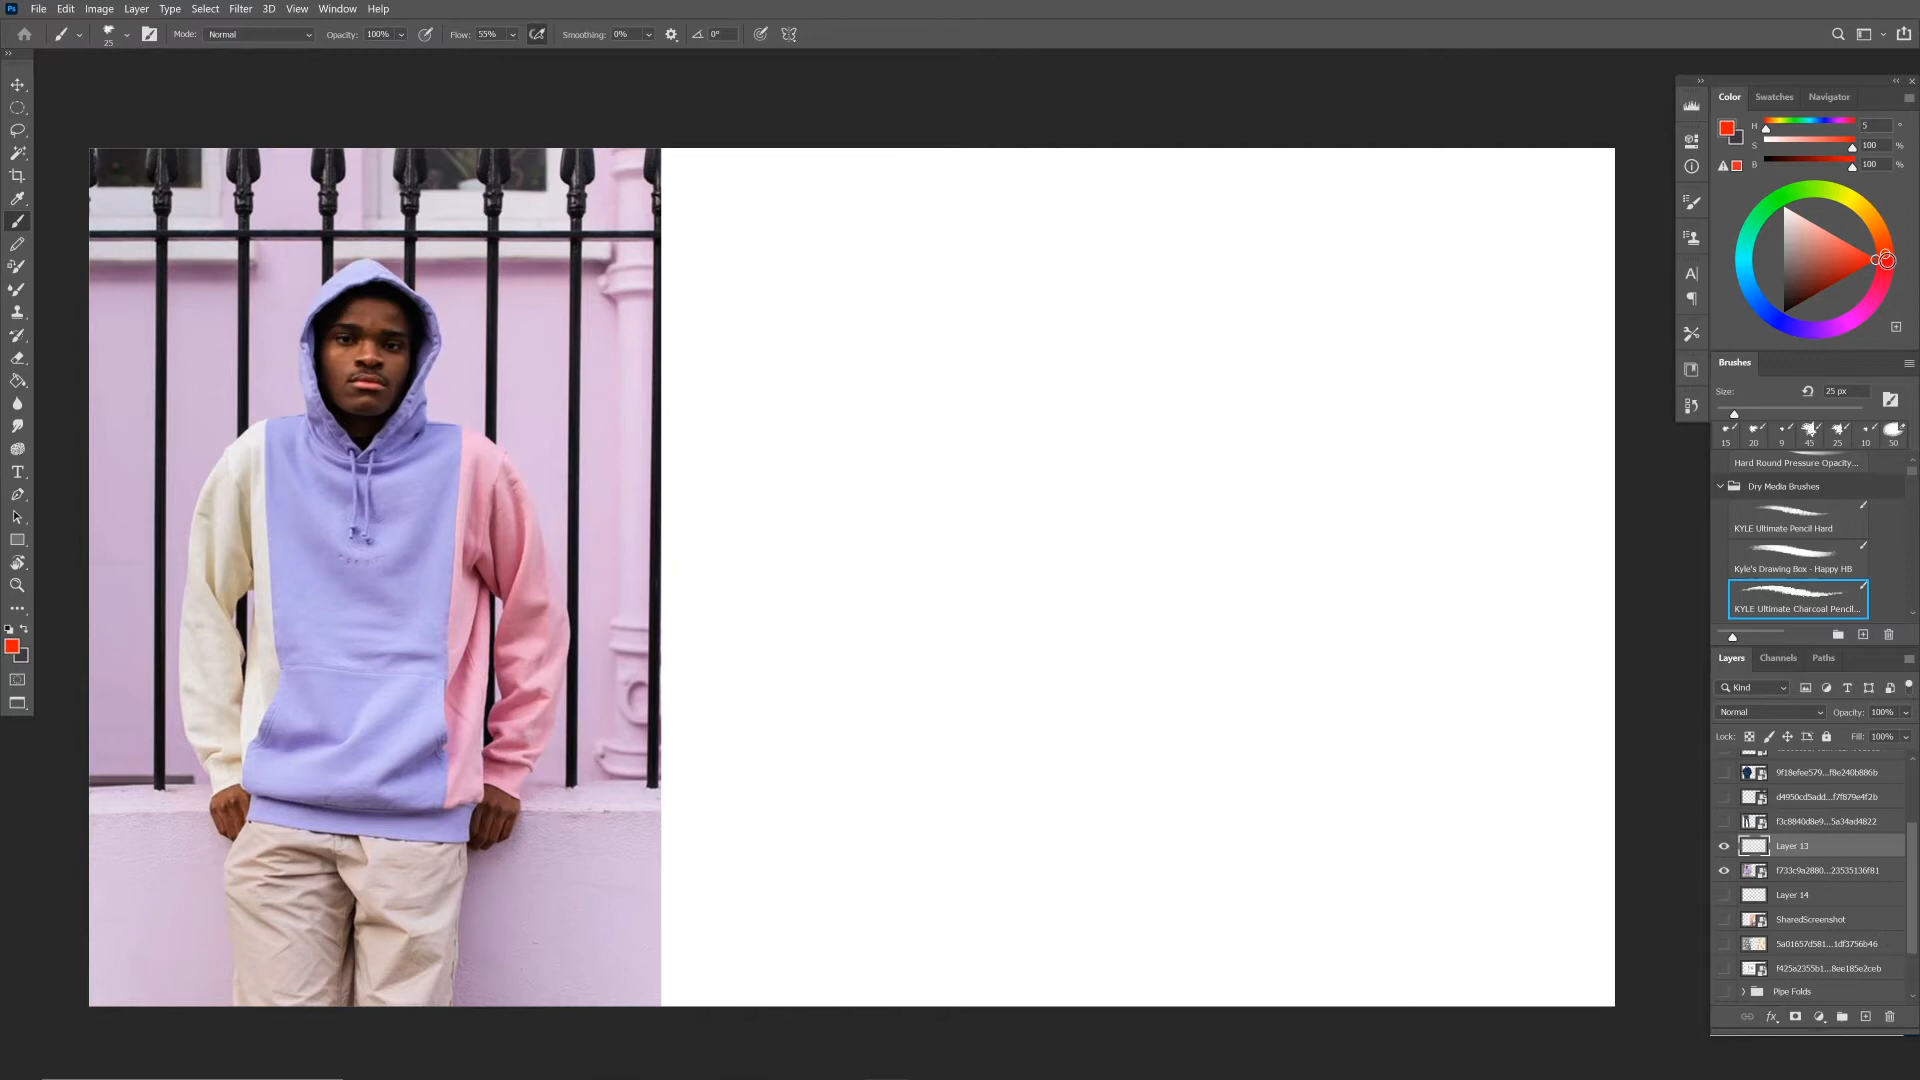 Ps File Edit Image Layer Type Select Filter 3D View Window Help
25 Mode: Normal Opacity: 100% Flow: 55% Smoothing: 0% 0°
Color Swatches Navigator
H 5 °
S 100 %
B 100 %
Brushes
Size: 25 px
15 20 9 45 25 10 50
Hard Round Pressure Opacity...
Dry Media Brushes
KYLE Ultimate Pencil Hard
Kyle's Drawing Box - Happy HB
KYLE Ultimate Charcoal Pencil...
Layers Channels Paths
Kind
Normal Opacity: 100%
Lock: Fill: 100%
9f18efee579...f8e240b886b
d4950cd5add...f7f879e4f2b
f3c8840d8e9...5a34ad4822
Layer 13
f733c9a2880...23535136f81
Layer 14
SharedScreenshot
5a01657d581...1df3756b46
f425a2355b1...8ee185e2ceb
Pipe Folds